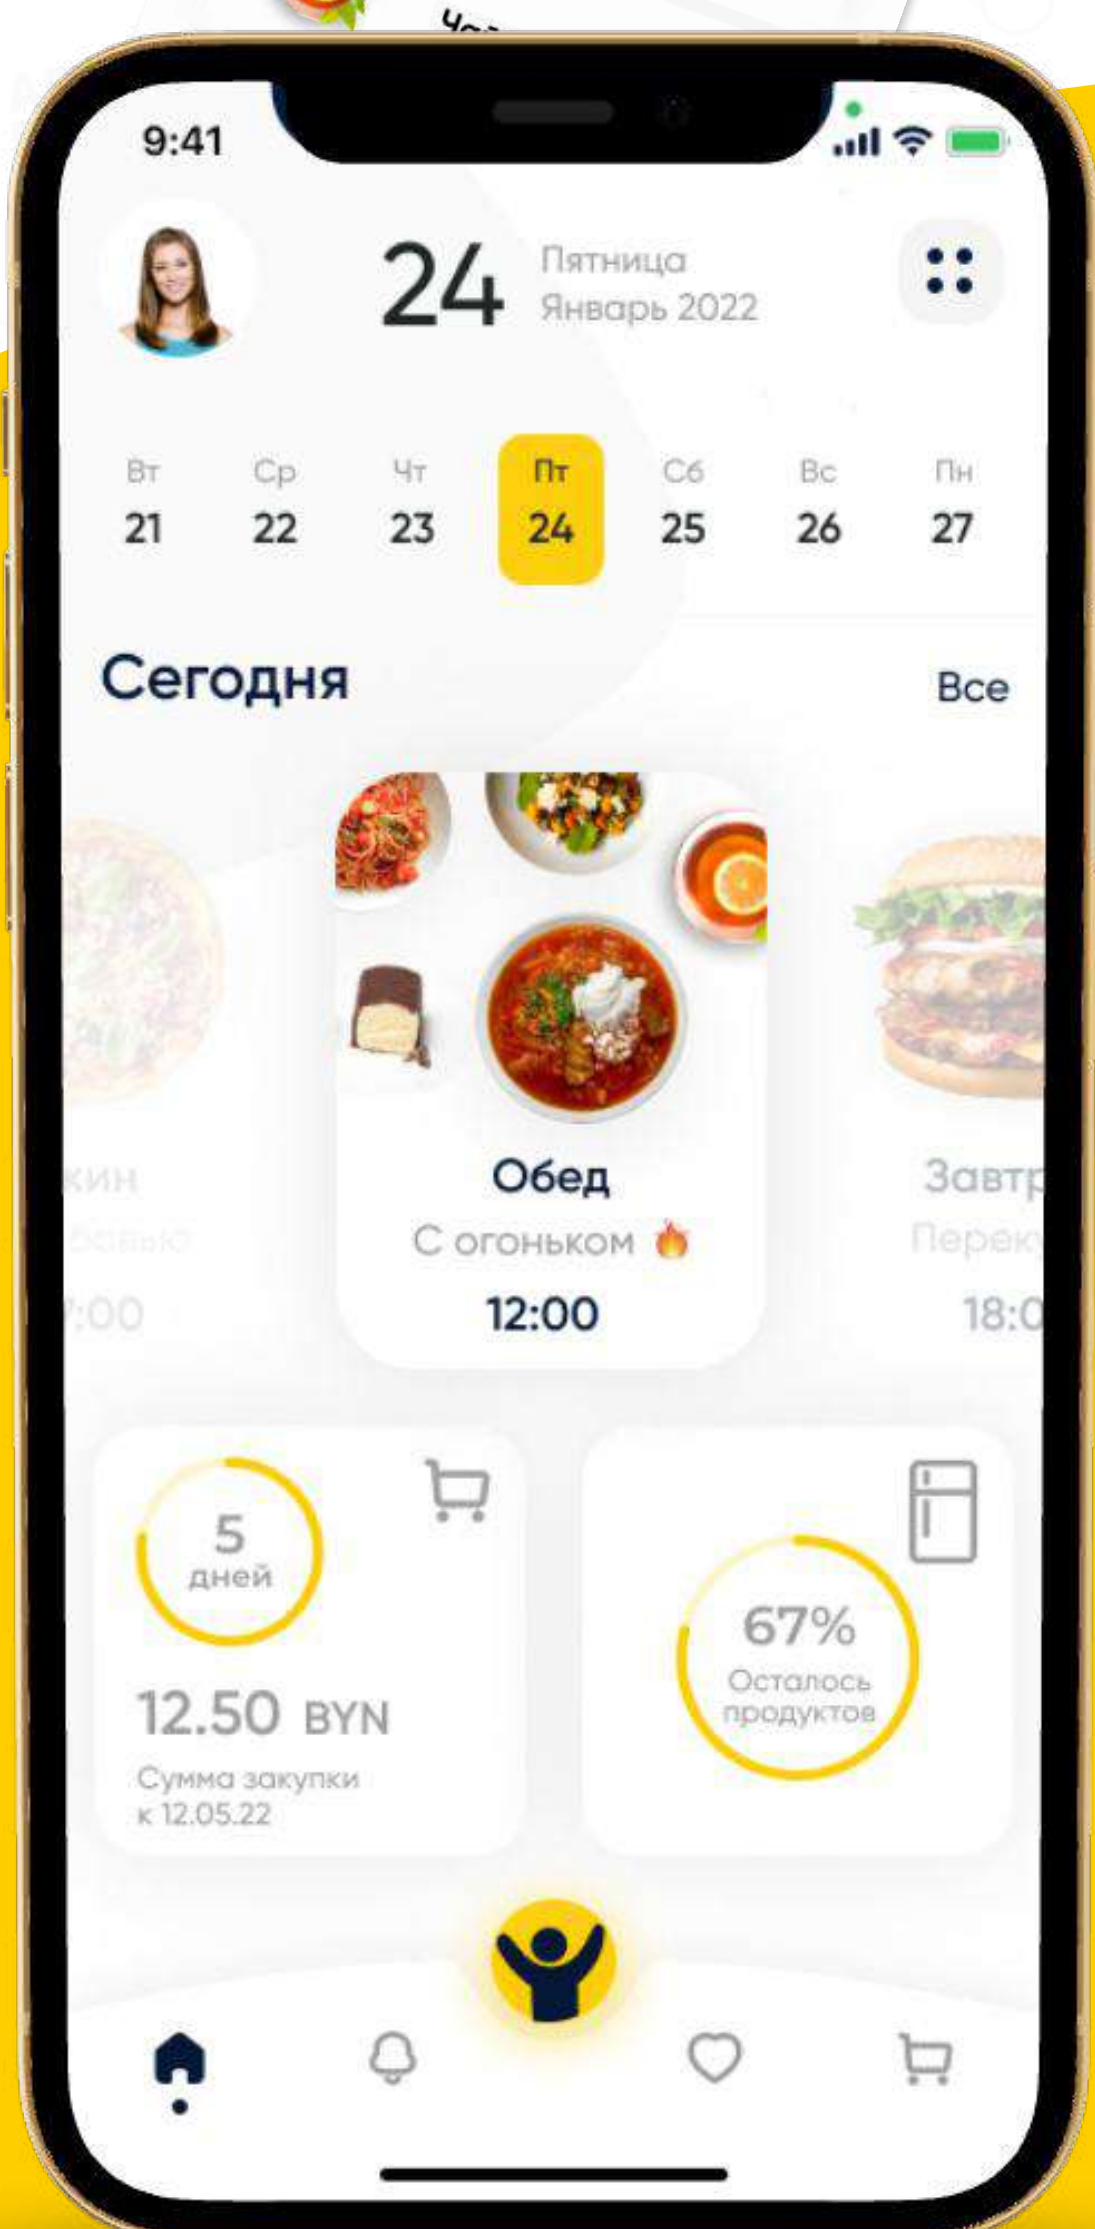 9:41
24
Пятница
Январь 2022
Вт Ср Чт Пт Сб Вс Пн
21 22 23 24 25 26 27
Сегодня
Все
Обед
С огоньком 🔥
12:00
5
дней
12.50 BYN
Сумма закупки
к 12.05.22
67%
Осталось
продуктов